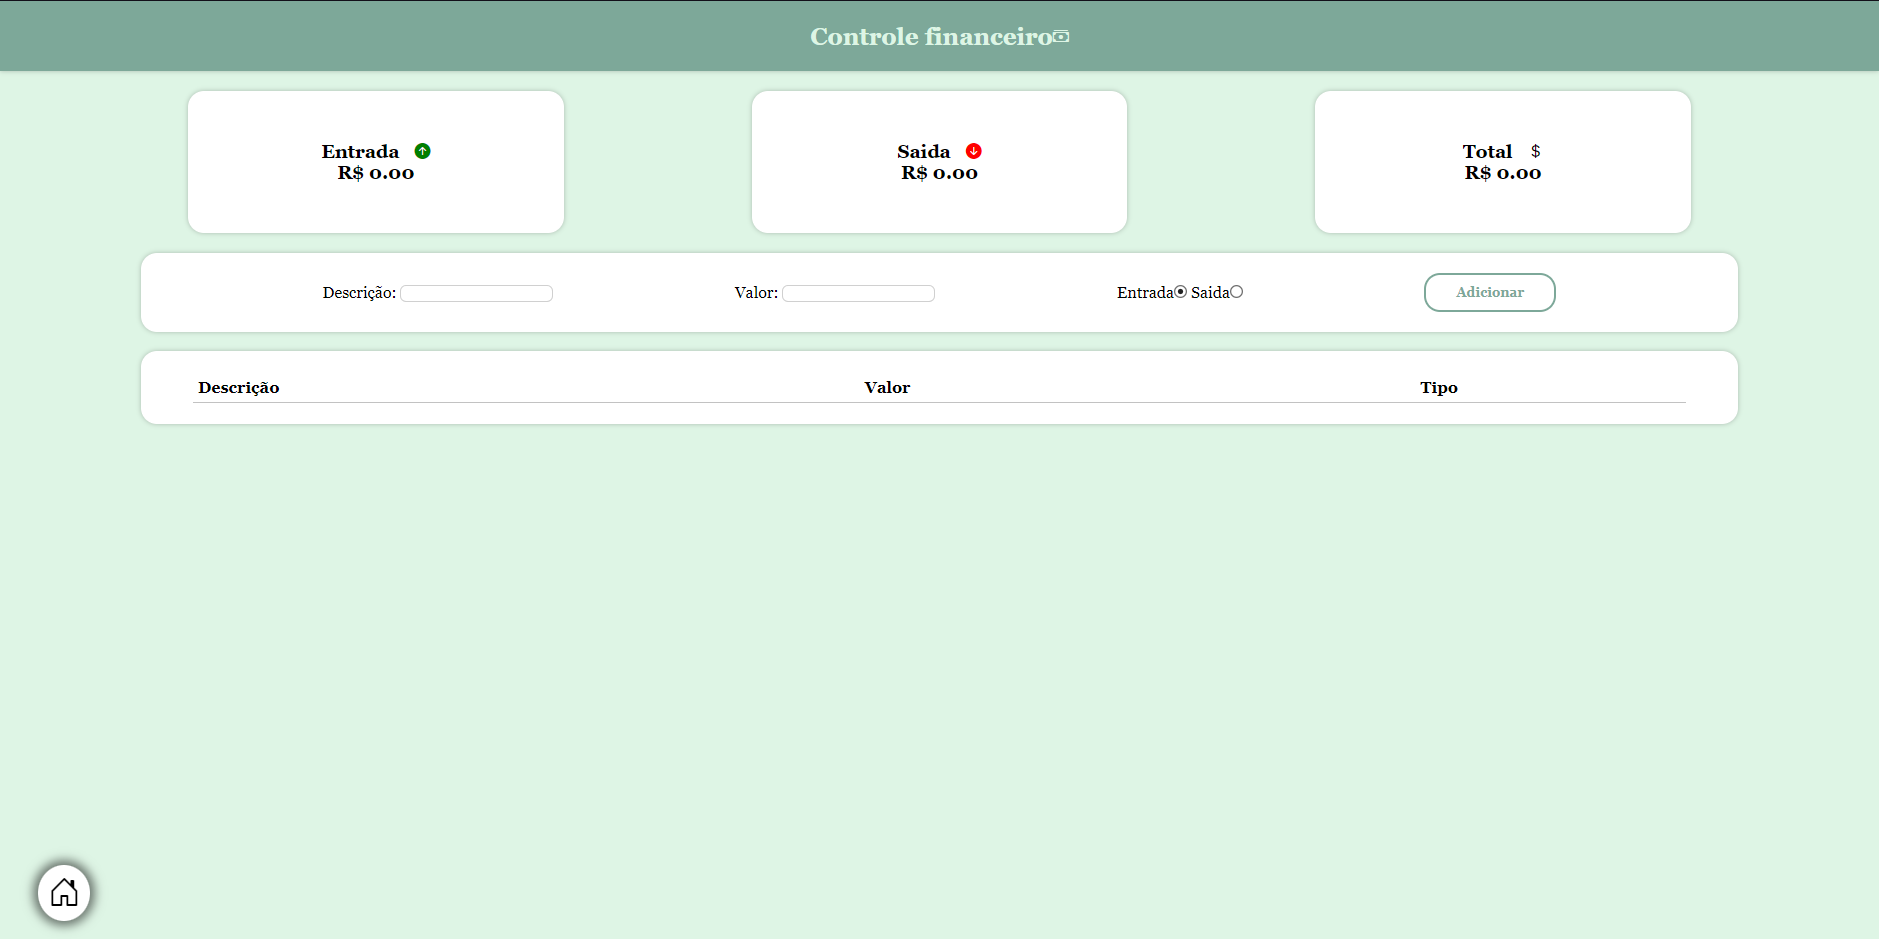 Controle financeiro
Entrada
R$ 0.00
Saida
R$ 0.00
Total $
R$ 0.00
Descrição: Valor: Entrada Saida Adicionar
Descrição Valor Tipo